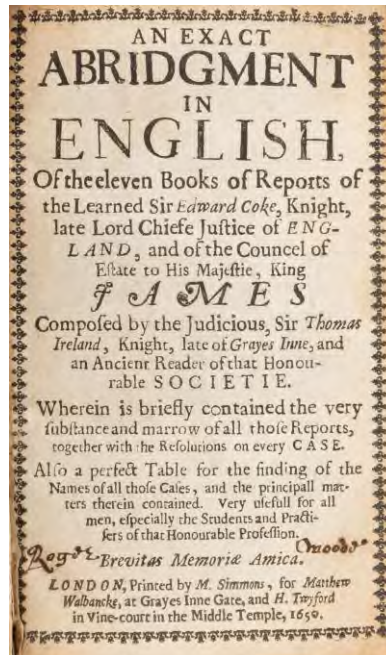 AN EXACT
ABRIDGMENT
IN
ENGLISH,
Of the eleven Books of Reports of
the Learned Sir Edward Coke, Knight,
late Lord Chiefe Juſtice of ENG-
LAND, and of the Councel of
Eſtate to His Majeſtie, King
JAMES
Compoſed by the Judicious, Sir Thomas
Ireland, Knight, late of Grayes Inne, and
an Ancient Reader of that Honou-
rable SOCIETIE.
Wherein is briefly contained the very
ſubſtance and marrow of all thoſe Reports,
together with the Reſolutions on every CASE.
Alſo a perfect Table for the finding of the
Names of all thoſe Caſes, and the principall mat-
ters therein contained. Very uſefull for all
men, eſpecially the Students and Practi-
ſers of that Honourable Profeſſion.
Roger Moode
Brevitas Memoriæ Amica.
LONDON, Printed by M. Simmons, for Matthew
Walbancke, at Grayes Inne Gate, and H. Twyford
in Vine-court in the Middle Temple, 1650.